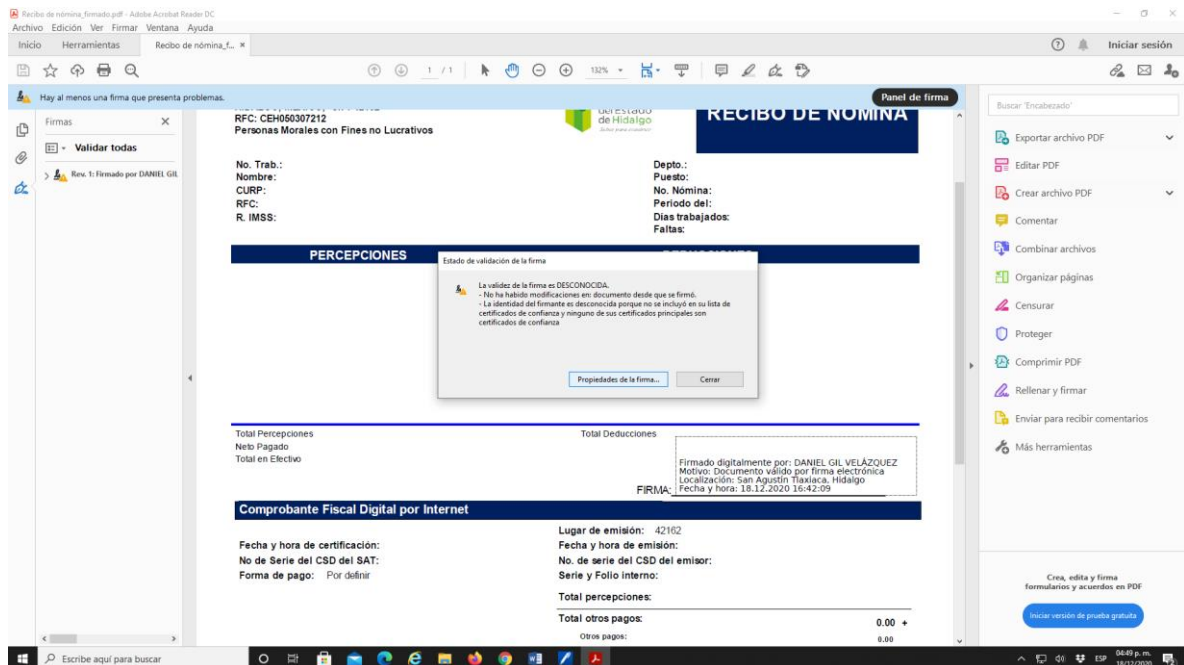 Recibo de nómina_firmado.pdf - Adobe Acrobat Reader DC
Archivo Edición Ver Firmar Ventana Ayuda
Inicio Herramientas Recibo de nómina_f... ×
Iniciar sesión
1 / 1 132%
Hay al menos una firma que presenta problemas.
Panel de firma
Firmas
Validar todas
Rev. 1: Firmado por DANIEL GIL
RFC: CEH050307212
Personas Morales con Fines no Lucrativos
del Estado
de Hidalgo
RECIBO DE NOMINA
No. Trab.:
Nombre:
CURP:
RFC:
R. IMSS:
Depto.:
Puesto:
No. Nómina:
Periodo del:
Dias trabajados:
Faltas:
PERCEPCIONES
Estado de validación de la firma
La validez de la firma es DESCONOCIDA.
- No ha habido modificaciones en: documento desde que se firmó.
- La identidad del firmante es desconocida porque no se incluyó en su lista de
certificados de confianza y ninguno de sus certificados principales son
certificados de confianza
Propiedades de la firma...
Cerrar
Total Percepciones
Neto Pagado
Total en Efectivo
Total Deducciones
Firmado digitalmente por: DANIEL GIL VELÁZQUEZ
Motivo: Documento válido por firma electrónica
Localización: San Agustín Tlaxiaca, Hidalgo
FIRMA: Fecha y hora: 18.12.2020 16:42:09
Comprobante Fiscal Digital por Internet
Lugar de emisión: 42162
Fecha y hora de certificación:
Fecha y hora de emisión:
No de Serie del CSD del SAT:
No. de serie del CSD del emisor:
Forma de pago: Por definir
Serie y Folio interno:
Total percepciones:
Total otros pagos: 0.00 +
Otros pagos: 0.00
Buscar 'Encabezado'
Exportar archivo PDF
Editar PDF
Crear archivo PDF
Comentar
Combinar archivos
Organizar páginas
Censurar
Proteger
Comprimir PDF
Rellenar y firmar
Enviar para recibir comentarios
Más herramientas
Crea, edita y firma
formularios y acuerdos en PDF
Iniciar versión de prueba gratuita
Escribe aquí para buscar
ESP
04:49 p. m.
18/12/2020